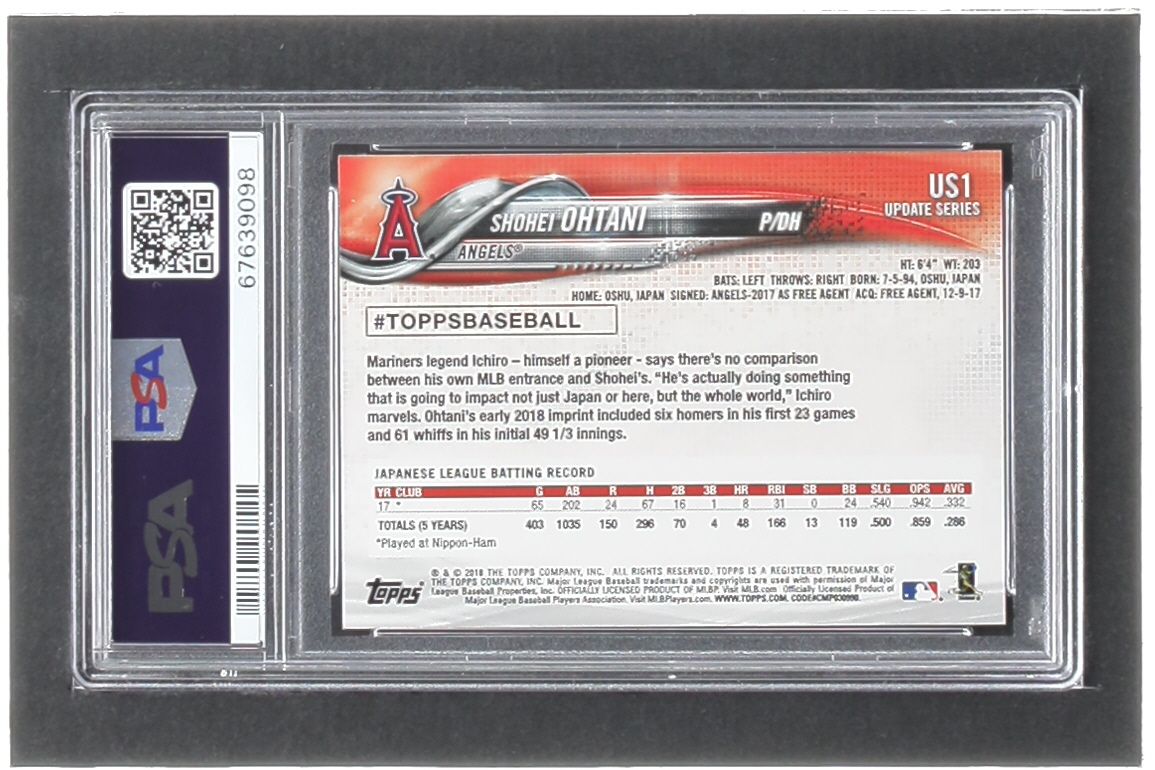 67639098
PSA
PSA
A
US1
UPDATE SERIES
SHOHEI OHTANI
P/DH
ANGELS®
HT: 6'4" WT: 203
BATS: LEFT THROWS: RIGHT BORN: 7-5-94, OSHU, JAPAN
HOME: OSHU, JAPAN SIGNED: ANGELS-2017 AS FREE AGENT ACQ: FREE AGENT, 12-9-17
#TOPPSBASEBALL
Mariners legend Ichiro – himself a pioneer - says there's no comparison
between his own MLB entrance and Shohei's. "He's actually doing something
that is going to impact not just Japan or here, but the whole world," Ichiro
marvels. Ohtani's early 2018 imprint included six homers in his first 23 games
and 61 whiffs in his initial 49 1/3 innings.
JAPANESE LEAGUE BATTING RECORD
YR CLUB G AB R H 2B 3B HR RBI SB BB SLG OPS AVG
17 * 65 202 24 67 16 1 8 31 0 24 .540 .942 .332
TOTALS (5 YEARS) 403 1035 150 296 70 4 48 166 13 119 .500 .859 .286
*Played at Nippon-Ham
® & © 2018 THE TOPPS COMPANY, INC. ALL RIGHTS RESERVED. TOPPS IS A REGISTERED TRADEMARK OF
THE TOPPS COMPANY, INC. Major League Baseball trademarks and copyrights are used with permission of Major
League Baseball Properties, Inc. OFFICIALLY LICENSED PRODUCT OF MLBP. Visit MLB.com Officially Licensed Product of
Major League Baseball Players Association. Visit MLBPlayers.com. WWW.TOPPS.COM. CODE#CMP030990.
Topps